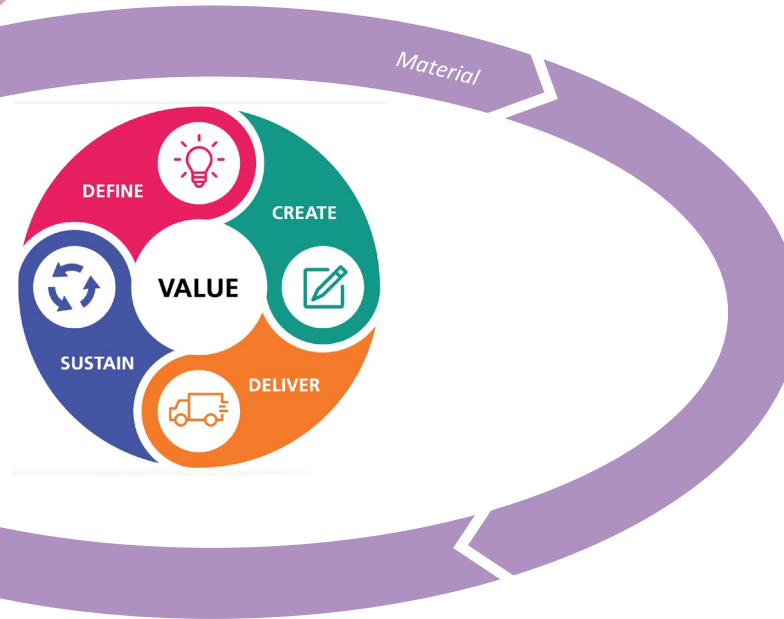 Material
DEFINE
CREATE
VALUE
SUSTAIN
DELIVER